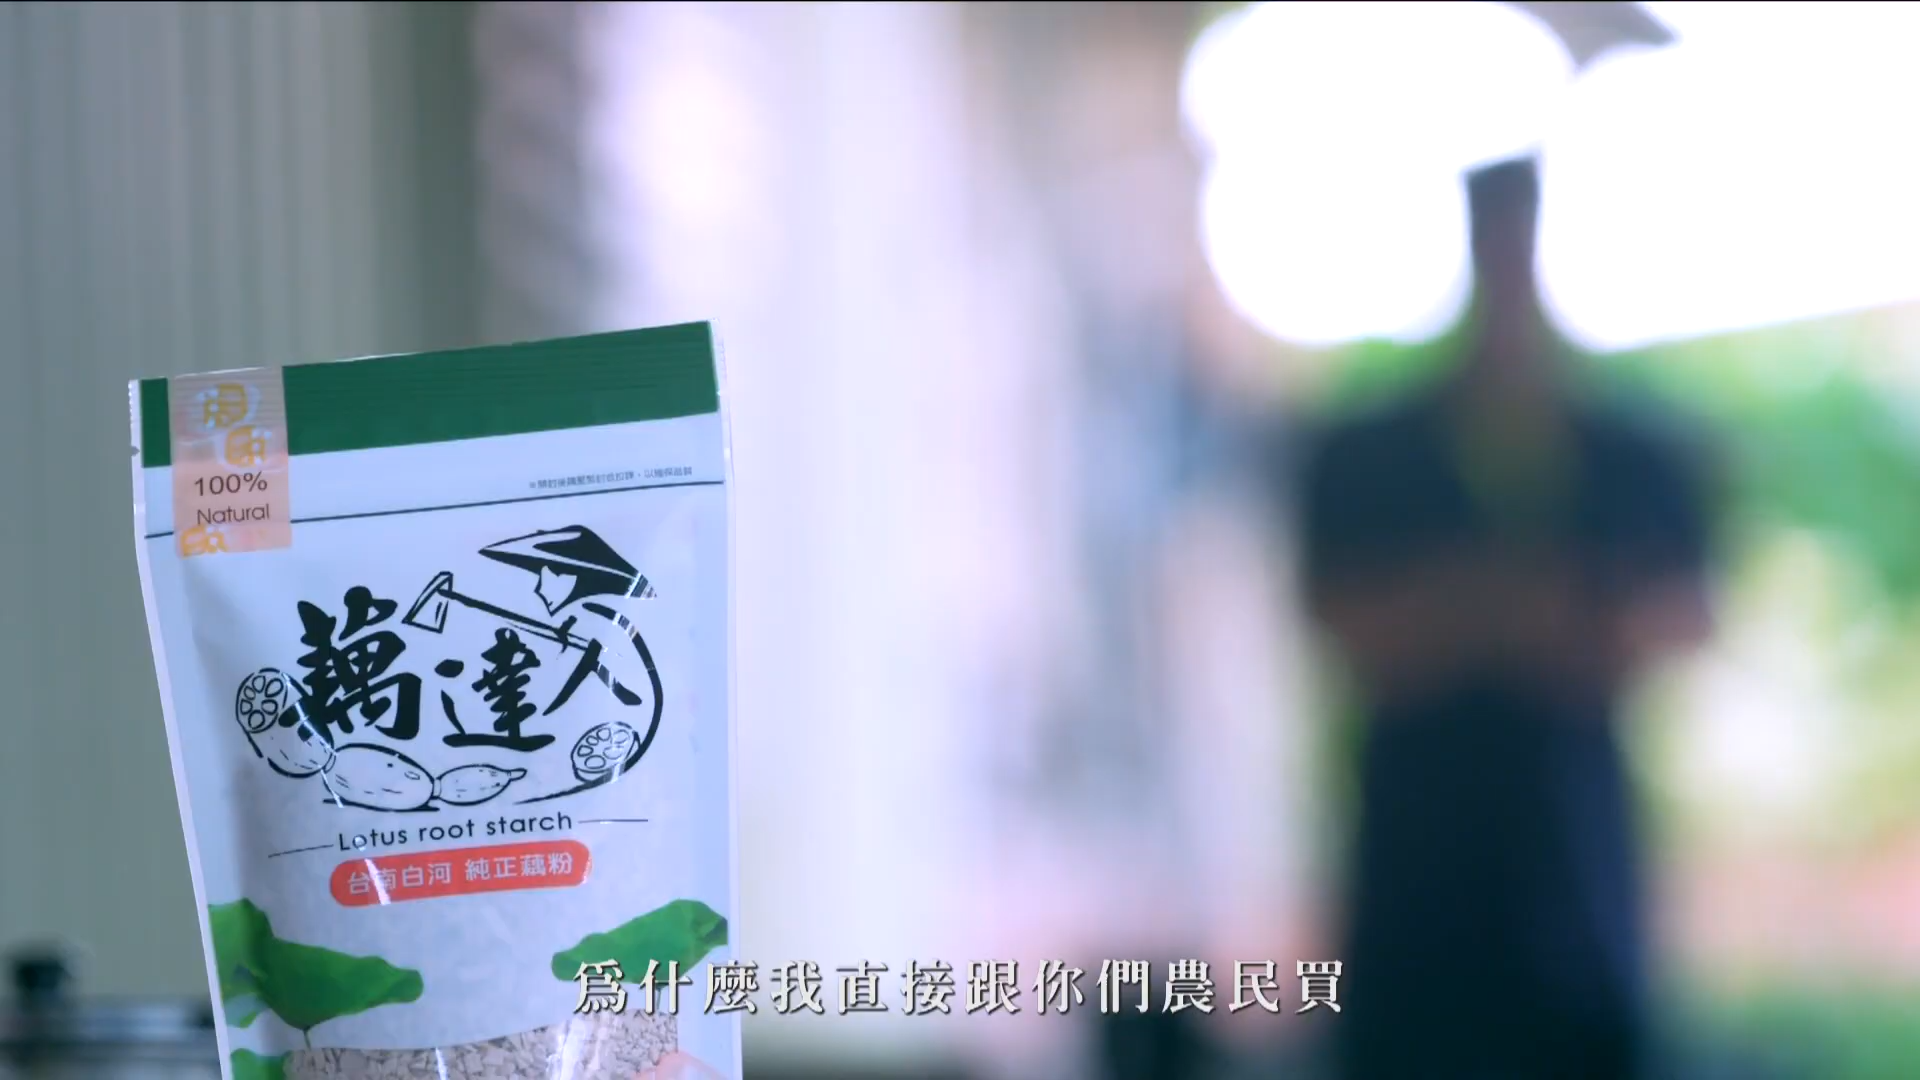 100%
Natural
藕達人
Lotus root starch
台南白河 純正藕粉
爲什麼我直接跟你們農民買